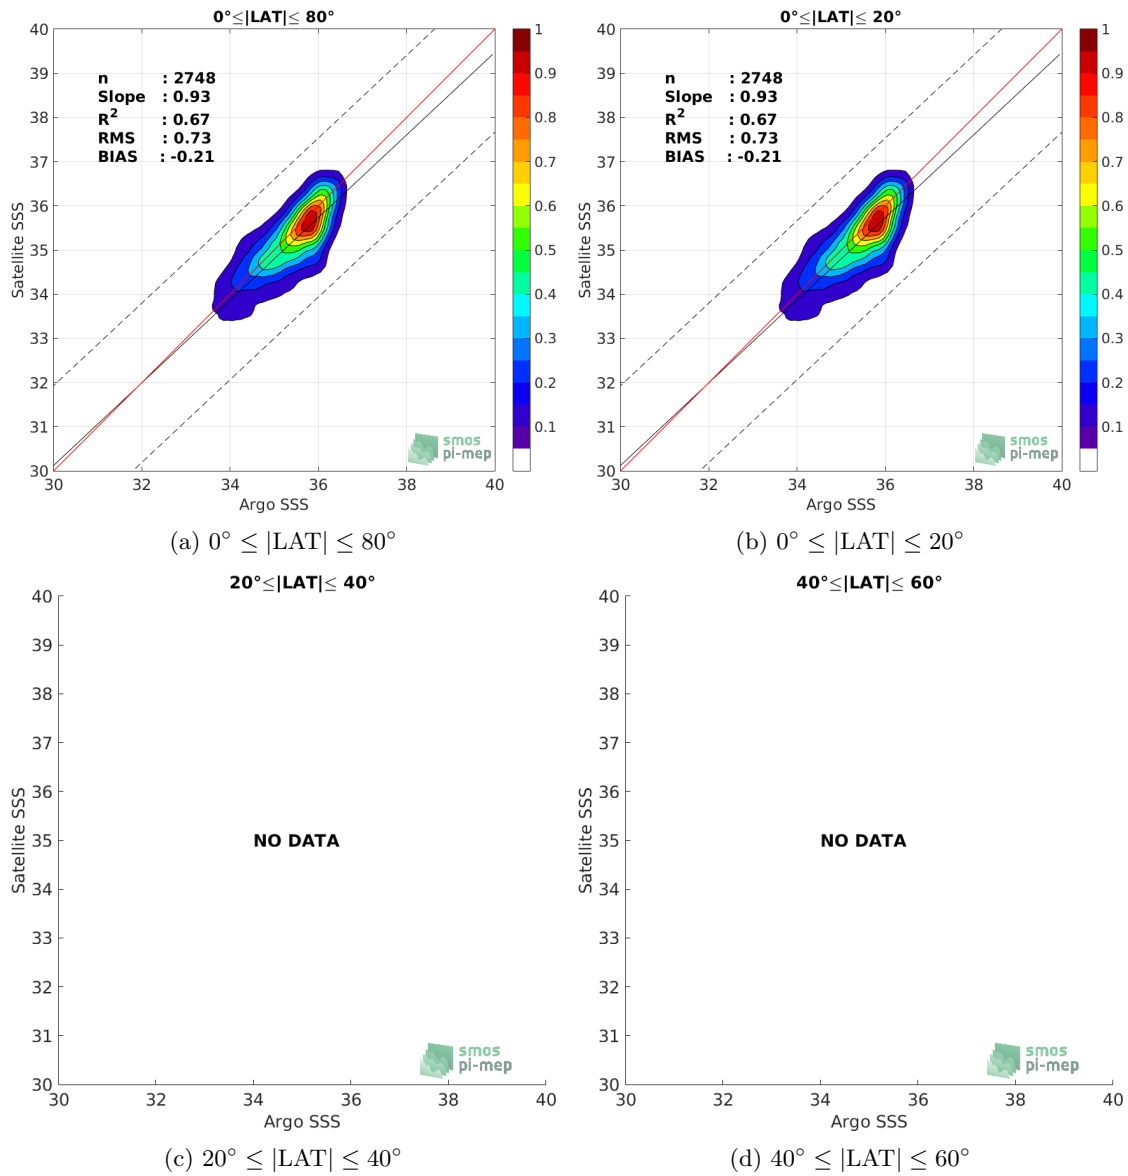 0°≤|LAT|≤ 80°
40
39
38
37
36
35
34
33
32
31
30
Satellite SSS
n : 2748
Slope : 0.93
R² : 0.67
RMS : 0.73
BIAS : -0.21
smos
pi-mep
30 32 34 36 38 40
Argo SSS
1
0.9
0.8
0.7
0.6
0.5
0.4
0.3
0.2
0.1
(a) 0° ≤ |LAT| ≤ 80°
0°≤|LAT|≤ 20°
40
39
38
37
36
35
34
33
32
31
30
Satellite SSS
n : 2748
Slope : 0.93
R² : 0.67
RMS : 0.73
BIAS : -0.21
smos
pi-mep
30 32 34 36 38 40
Argo SSS
1
0.9
0.8
0.7
0.6
0.5
0.4
0.3
0.2
0.1
(b) 0° ≤ |LAT| ≤ 20°
20°≤|LAT|≤ 40°
40
39
38
37
36
35
34
33
32
31
30
Satellite SSS
NO DATA
smos
pi-mep
30 32 34 36 38 40
Argo SSS
(c) 20° ≤ |LAT| ≤ 40°
40°≤|LAT|≤ 60°
40
39
38
37
36
35
34
33
32
31
30
Satellite SSS
NO DATA
smos
pi-mep
30 32 34 36 38 40
Argo SSS
(d) 40° ≤ |LAT| ≤ 60°